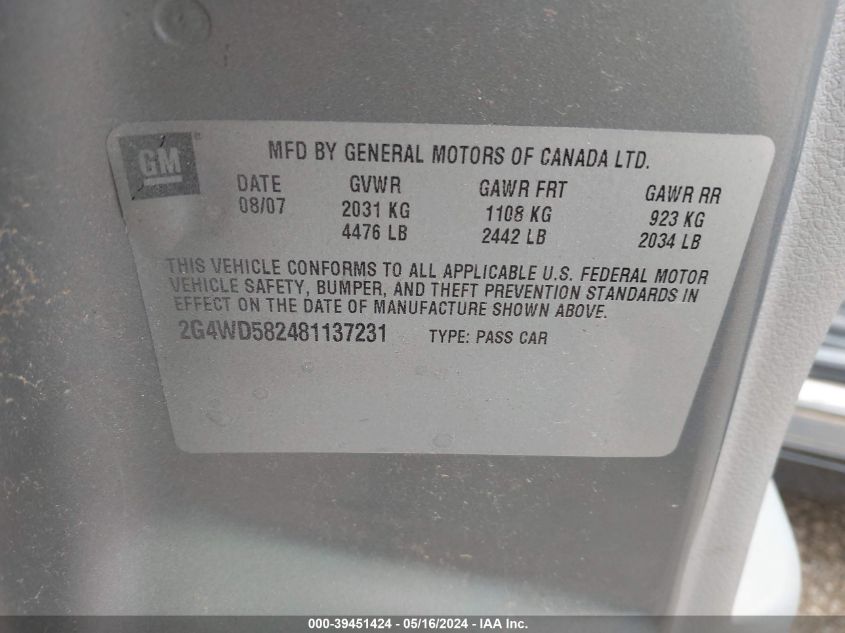 GM®
MFD BY GENERAL MOTORS OF CANADA LTD.
DATE GVWR GAWR FRT GAWR RR
08/07 2031 KG 1108 KG 923 KG
4476 LB 2442 LB 2034 LB
THIS VEHICLE CONFORMS TO ALL APPLICABLE U.S. FEDERAL MOTOR
VEHICLE SAFETY, BUMPER, AND THEFT PREVENTION STANDARDS IN
EFFECT ON THE DATE OF MANUFACTURE SHOWN ABOVE.
2G4WD582481137231 TYPE: PASS CAR
000-39451424 - 05/16/2024 - IAA Inc.